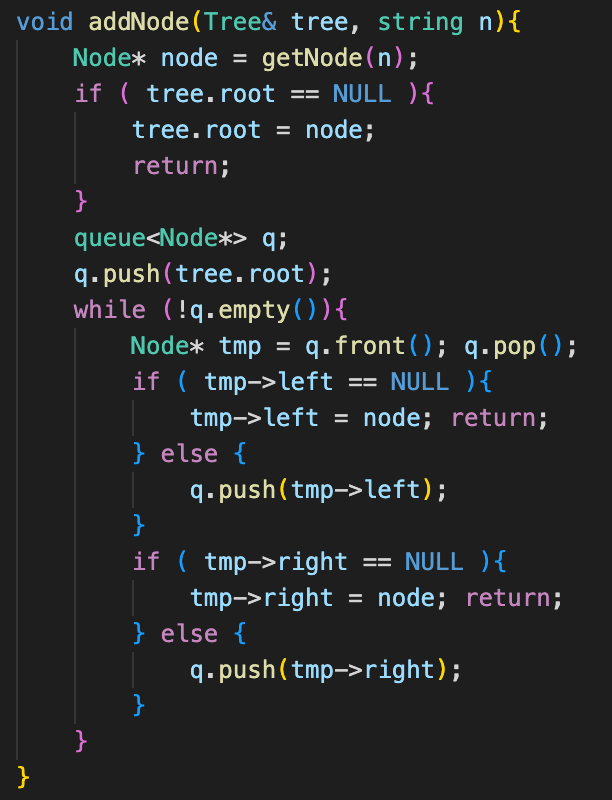 void addNode(Tree& tree, string n){
    Node* node = getNode(n);
    if ( tree.root == NULL ){
        tree.root = node;
        return;
    }
    queue<Node*> q;
    q.push(tree.root);
    while (!q.empty()){
        Node* tmp = q.front(); q.pop();
        if ( tmp->left == NULL ){
            tmp->left = node; return;
        } else {
            q.push(tmp->left);
        }
        if ( tmp->right == NULL ){
            tmp->right = node; return;
        } else {
            q.push(tmp->right);
        }
    }
}